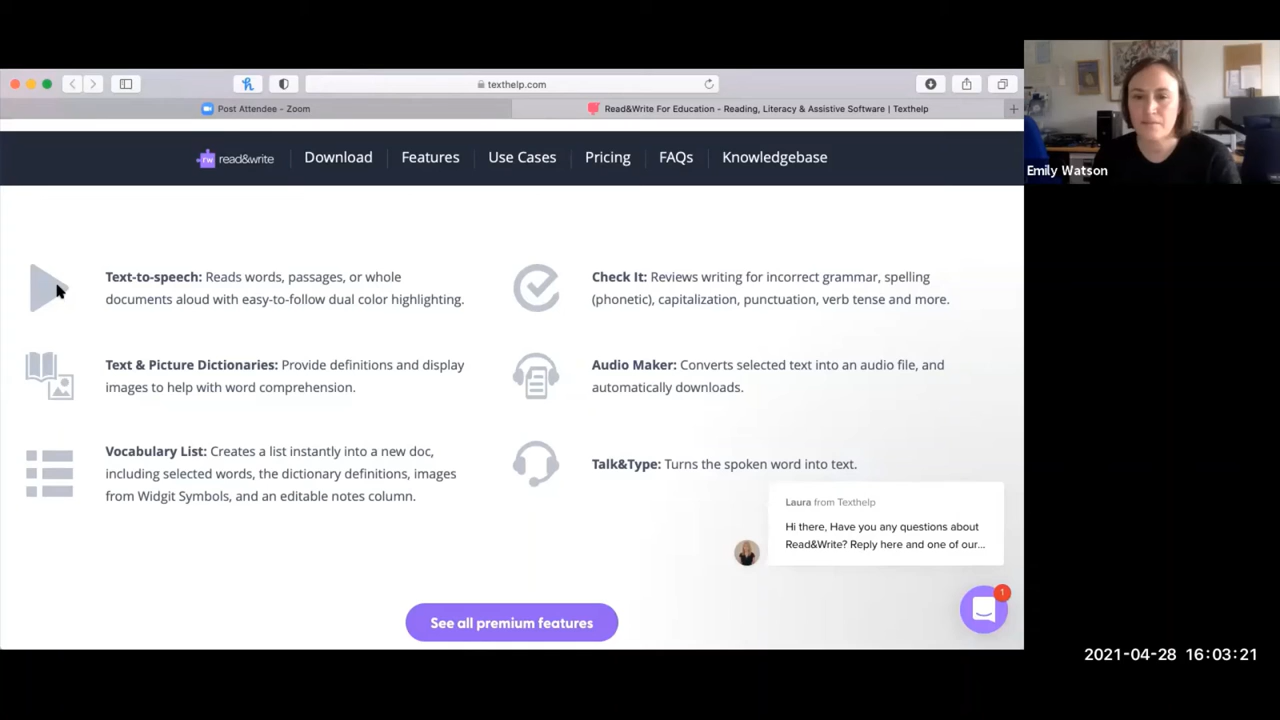 texthelp.com
Post Attendee - Zoom
Read&Write For Education - Reading, Literacy & Assistive Software | Texthelp
rw read&write
Download
Features
Use Cases
Pricing
FAQs
Knowledgebase
Emily Watson
Text-to-speech: Reads words, passages, or whole
documents aloud with easy-to-follow dual color highlighting.
Check It: Reviews writing for incorrect grammar, spelling
(phonetic), capitalization, punctuation, verb tense and more.
Text & Picture Dictionaries: Provide definitions and display
images to help with word comprehension.
Audio Maker: Converts selected text into an audio file, and
automatically downloads.
Vocabulary List: Creates a list instantly into a new doc,
including selected words, the dictionary definitions, images
from Widgit Symbols, and an editable notes column.
Talk&Type: Turns the spoken word into text.
Laura from Texthelp
Hi there, Have you any questions about
Read&Write? Reply here and one of our...
1
See all premium features
2021-04-28 16:03:21